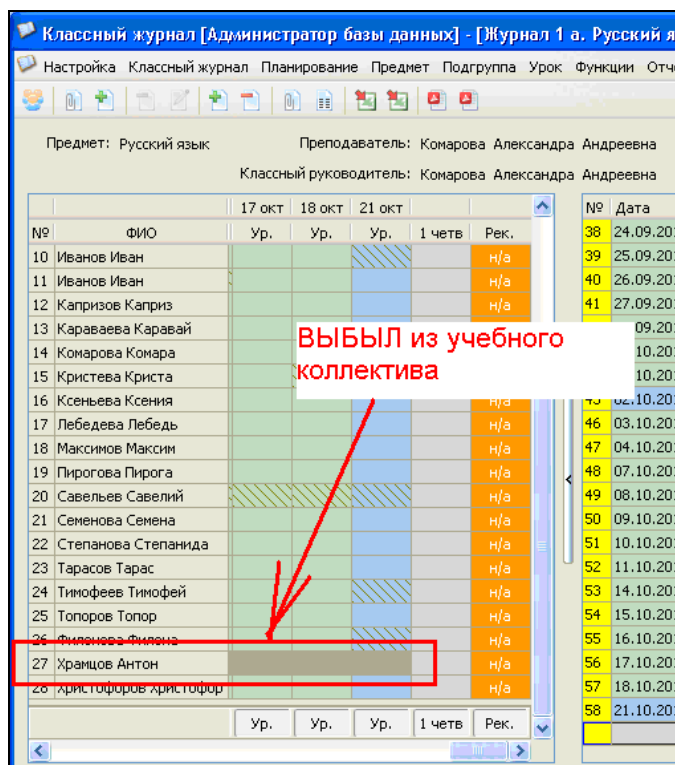 Классный журнал [Администратор базы данных] - [Журнал 1 а. Русский я
Настройка Классный журнал Планирование Предмет Подгруппа Урок Функции Отч
Предмет: Русский язык Преподаватель: Комарова Александра Андреевна
Классный руководитель: Комарова Александра Андреевна
17 окт 18 окт 21 окт
№ ФИО Ур. Ур. Ур. 1 четв Рек.
10 Иванов Иван н/а
11 Иванов Иван н/а
12 Капризов Каприз н/а
13 Караваева Каравай н/а
14 Комарова Комара н/а
15 Кристева Криста н/а
16 Ксеньева Ксения н/а
17 Лебедева Лебедь н/а
18 Максимов Максим н/а
19 Пирогова Пирога н/а
20 Савельев Савелий н/а
21 Семенова Семена н/а
22 Степанова Степанида н/а
23 Тарасов Тарас н/а
24 Тимофеев Тимофей н/а
25 Топоров Топор н/а
26 Филенова Филена н/а
27 Храмцов Антон н/а
28 Христофоров Христофор н/а
Ур. Ур. Ур. 1 четв Рек.
ВЫБЫЛ из учебного
коллектива
№ Дата
38 24.09.20
39 25.09.20
40 26.09.20
41 27.09.20
09.20
10.20
10.20
45 02.10.20
46 03.10.20
47 04.10.20
48 07.10.20
49 08.10.20
50 09.10.20
51 10.10.20
52 11.10.20
53 14.10.20
54 15.10.20
55 16.10.20
56 17.10.20
57 18.10.20
58 21.10.20